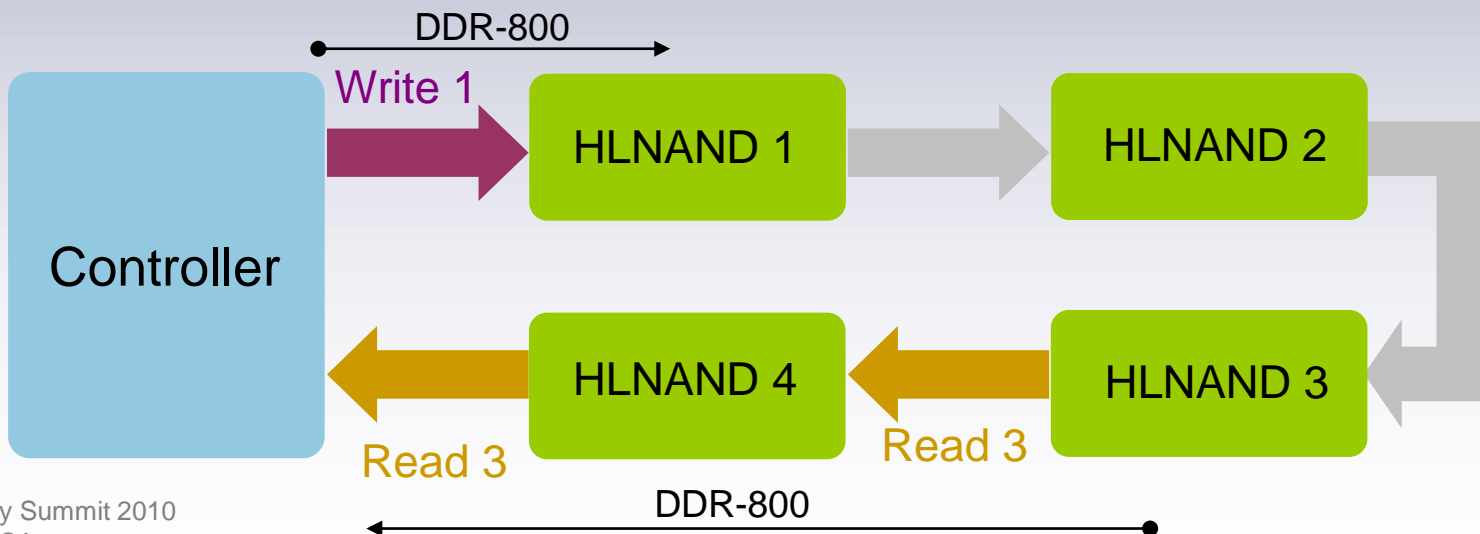 DDR-800
Write 1
HLNAND 1
HLNAND 2
Controller
HLNAND 4
HLNAND 3
Read 3
Read 3
DDR-800
Summit 2010